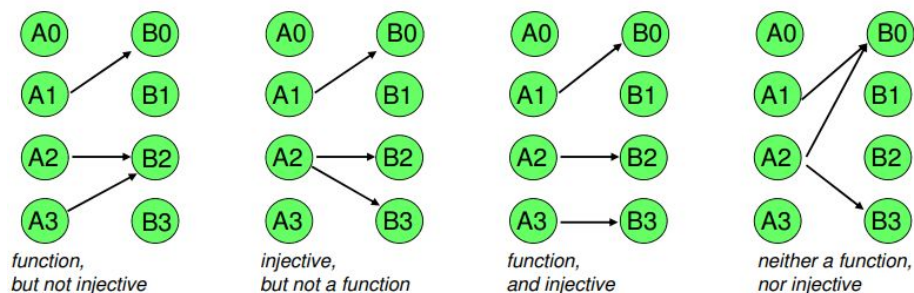 A0 B0 A0 B0 A0 B0 A0 B0
A1 B1 A1 B1 A1 B1 A1 B1
A2 B2 A2 B2 A2 B2 A2 B2
A3 B3 A3 B3 A3 B3 A3 B3
function,
but not injective
injective,
but not a function
function,
and injective
neither a function,
nor injective